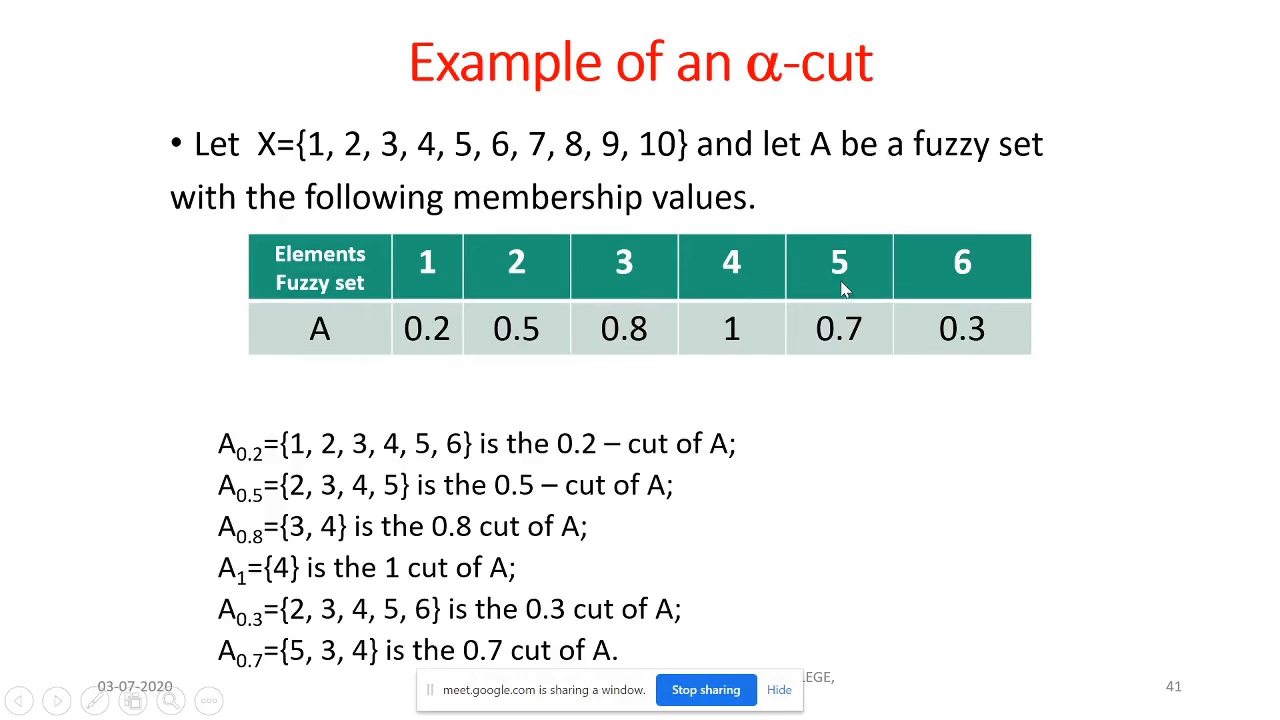 Example of an α-cut
• Let X={1, 2, 3, 4, 5, 6, 7, 8, 9, 10} and let A be a fuzzy set
with the following membership values.
Elements Fuzzy set 1 2 3 4 5 6
A 0.2 0.5 0.8 1 0.7 0.3
A0.2={1, 2, 3, 4, 5, 6} is the 0.2 – cut of A;
A0.5={2, 3, 4, 5} is the 0.5 – cut of A;
A0.8={3, 4} is the 0.8 cut of A;
A1={4} is the 1 cut of A;
A0.3={2, 3, 4, 5, 6} is the 0.3 cut of A;
A0.7={5, 3, 4} is the 0.7 cut of A.
03-07-2020
41
meet.google.com is sharing a window. Stop sharing Hide